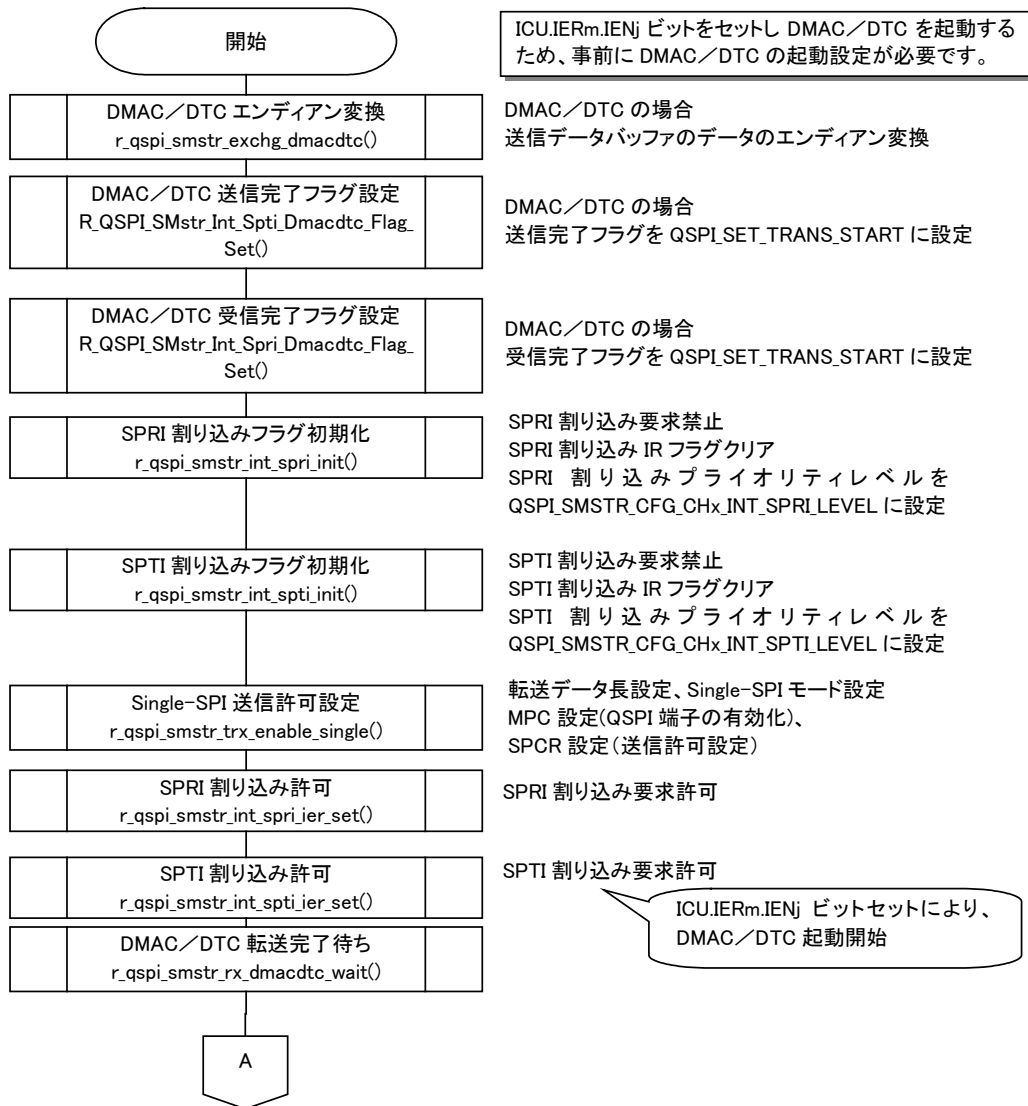 開始
ICU.IERm.IENj ビットをセットし DMAC／DTC を起動する
ため、事前に DMAC／DTC の起動設定が必要です。
DMAC／DTC エンディアン変換
r_qspi_smstr_exchg_dmacdtc()
DMAC／DTC の場合
送信データバッファのデータのエンディアン変換
DMAC／DTC 送信完了フラグ設定
R_QSPI_SMstr_Int_Spti_Dmacdtc_Flag_
Set()
DMAC／DTC の場合
送信完了フラグを QSPI_SET_TRANS_START に設定
DMAC／DTC 受信完了フラグ設定
R_QSPI_SMstr_Int_Spri_Dmacdtc_Flag_
Set()
DMAC／DTC の場合
受信完了フラグを QSPI_SET_TRANS_START に設定
SPRI 割り込みフラグ初期化
r_qspi_smstr_int_spri_init()
SPRI 割り込み要求禁止
SPRI 割り込み IR フラグクリア
SPRI 割り込みプライオリティレベルを
QSPI_SMSTR_CFG_CHx_INT_SPRI_LEVEL に設定
SPTI 割り込みフラグ初期化
r_qspi_smstr_int_spti_init()
SPTI 割り込み要求禁止
SPTI 割り込み IR フラグクリア
SPTI 割り込みプライオリティレベルを
QSPI_SMSTR_CFG_CHx_INT_SPTI_LEVEL に設定
Single-SPI 送信許可設定
r_qspi_smstr_trx_enable_single()
転送データ長設定、Single-SPI モード設定
MPC 設定(QSPI 端子の有効化)、
SPCR 設定（送信許可設定）
SPRI 割り込み許可
r_qspi_smstr_int_spri_ier_set()
SPRI 割り込み要求許可
SPTI 割り込み許可
r_qspi_smstr_int_spti_ier_set()
SPTI 割り込み要求許可
ICU.IERm.IENj ビットセットにより、
DMAC／DTC 起動開始
DMAC／DTC 転送完了待ち
r_qspi_smstr_rx_dmacdtc_wait()
A